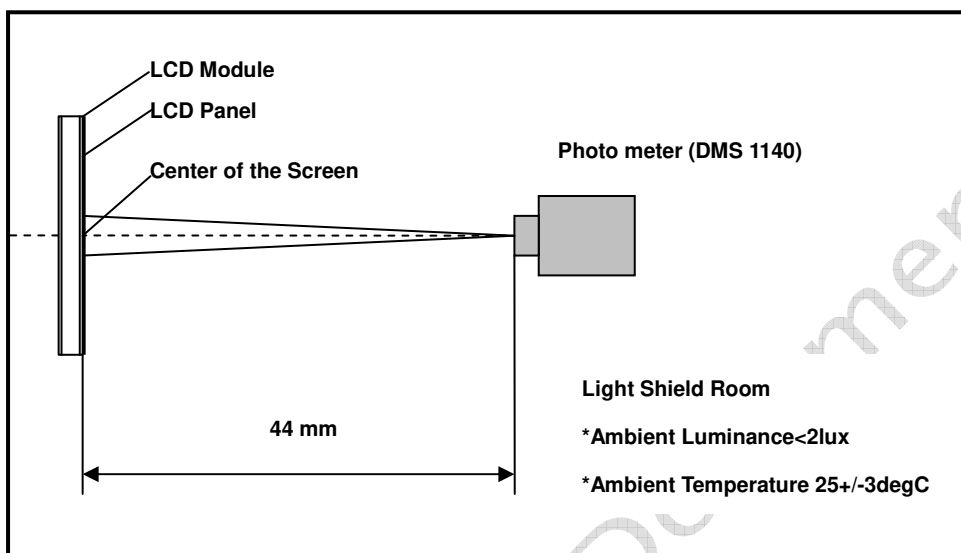 LCD Module
LCD Panel
Center of the Screen
Photo meter (DMS 1140)
44 mm
Light Shield Room
*Ambient Luminance<2lux
*Ambient Temperature 25+/-3degC